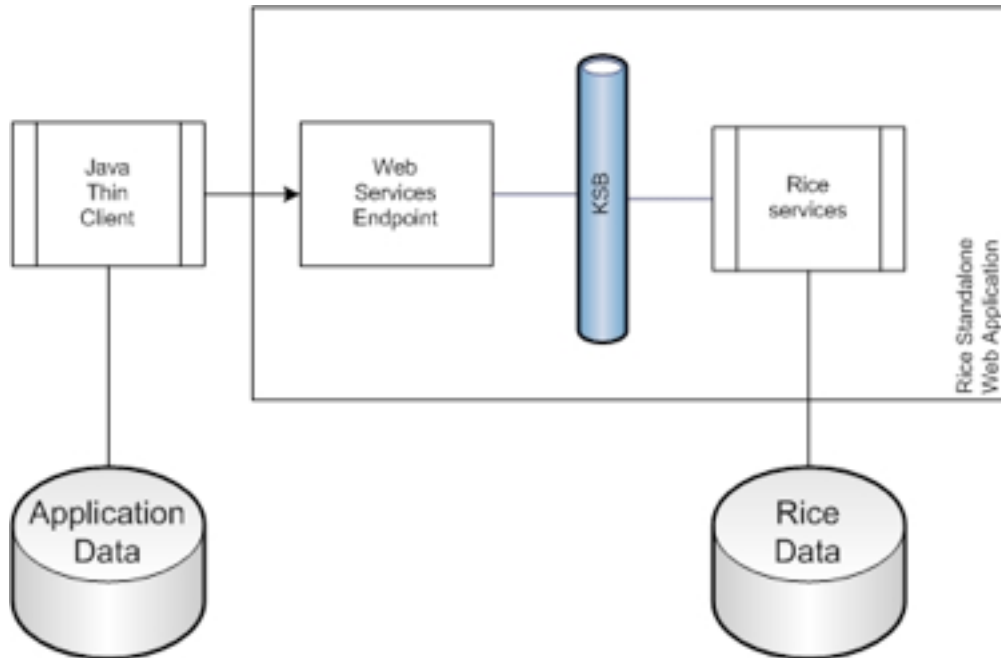 Java
Thin
Client
Web
Services
Endpoint
KSB
Rice
services
Rice Standalone
Web Application
Application
Data
Rice
Data